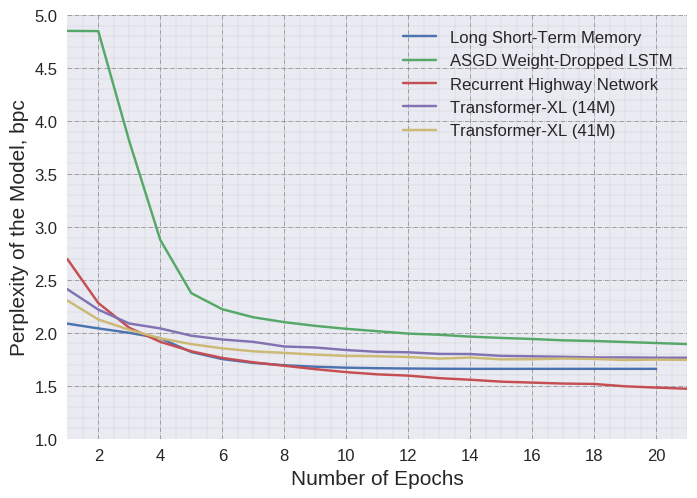 5.0
4.5
4.0
3.5
3.0
2.5
2.0
1.5
1.0
Perplexity of the Model, bpc
Long Short-Term Memory
ASGD Weight-Dropped LSTM
Recurrent Highway Network
Transformer-XL (14M)
Transformer-XL (41M)
2 4 6 8 10 12 14 16 18 20
Number of Epochs